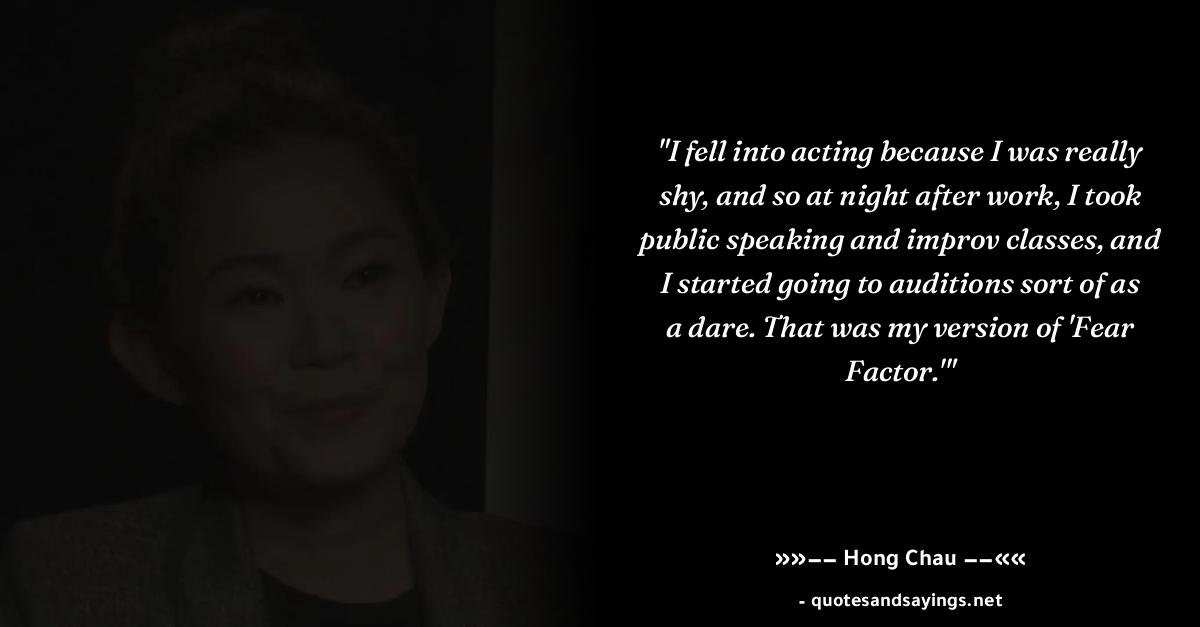 "I fell into acting because I was really
shy, and so at night after work, I took
public speaking and improv classes, and
I started going to auditions sort of as
a dare. That was my version of 'Fear
Factor.'"
»»–– Hong Chau ––««
- quotesandsayings.net